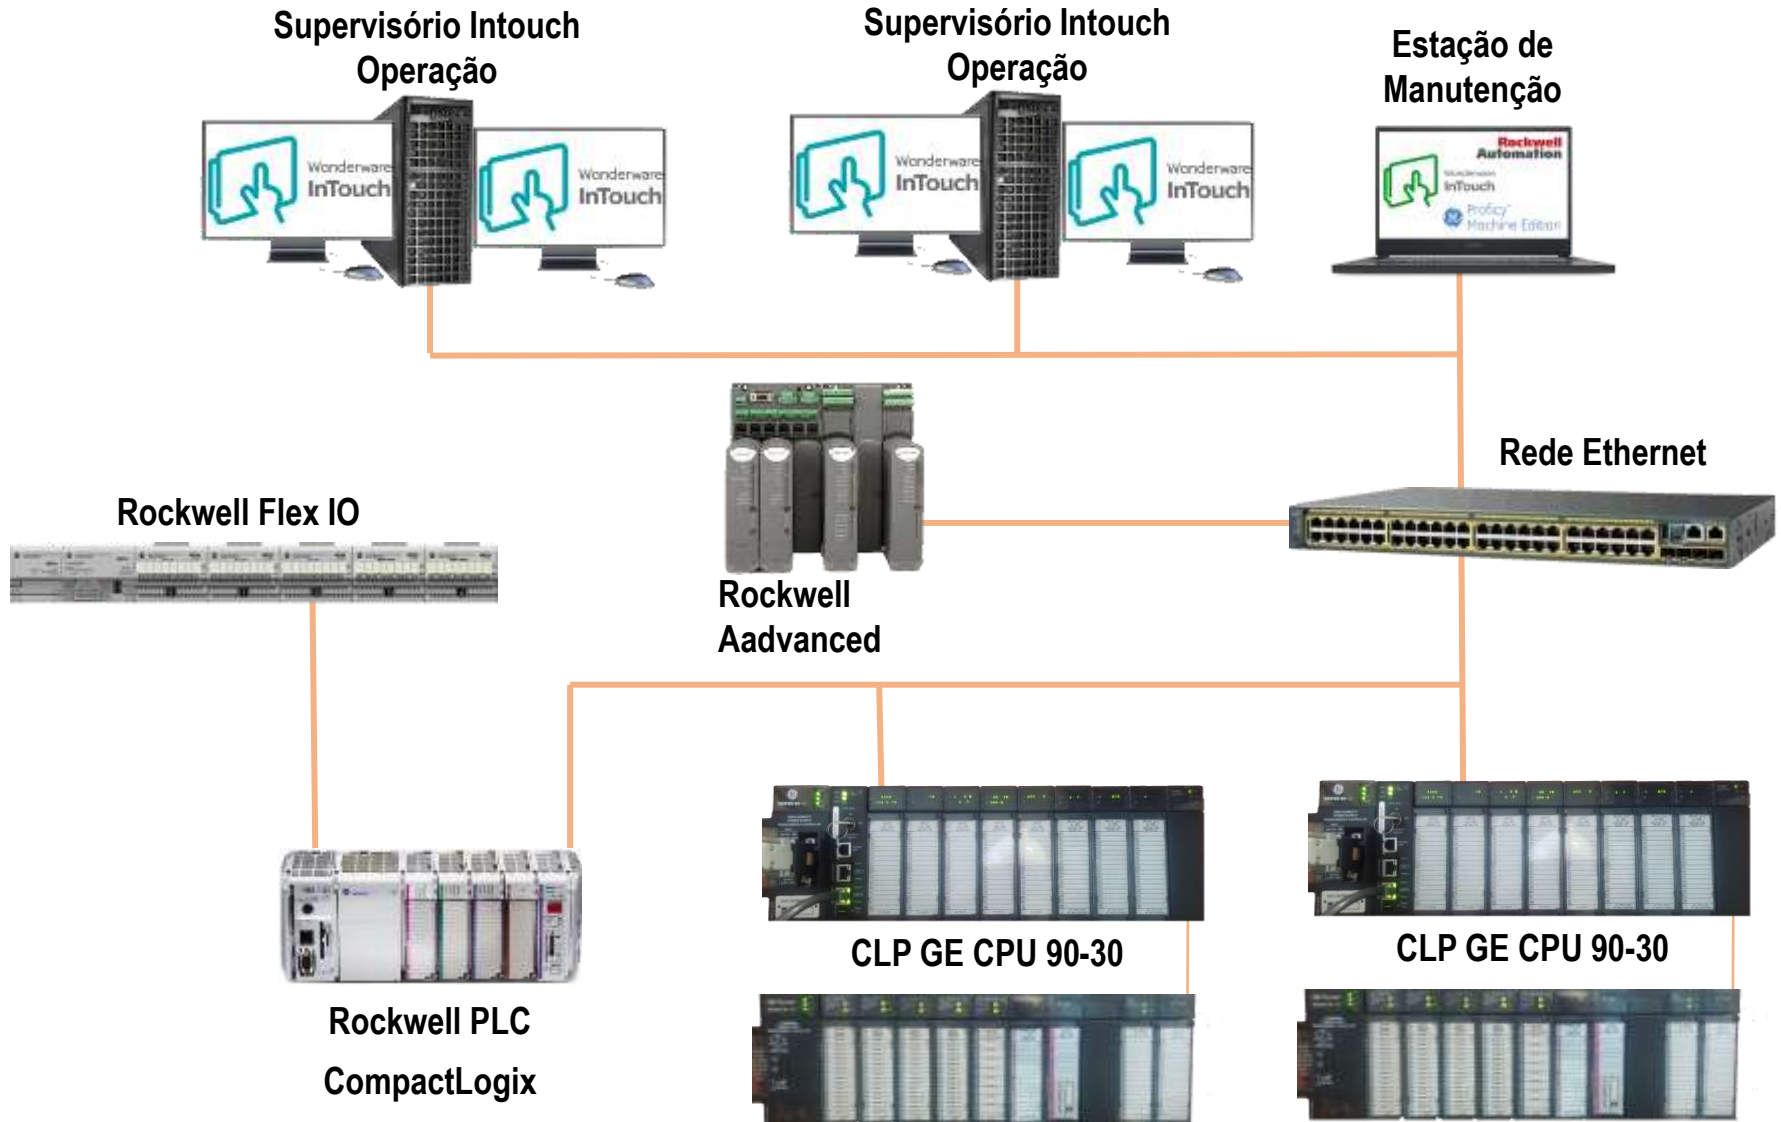 Supervisório Intouch
Operação
Supervisório Intouch
Operação
Estação de
Manutenção
Wonderware
InTouch
Wonderware
InTouch
Wonderware
InTouch
Wonderware
InTouch
Rockwell
Automation
Wonderware
InTouch
Proficy
Machine Edition
Rede Ethernet
Rockwell Flex IO
Rockwell
Aadvanced
CLP GE CPU 90-30
CLP GE CPU 90-30
Rockwell PLC
CompactLogix